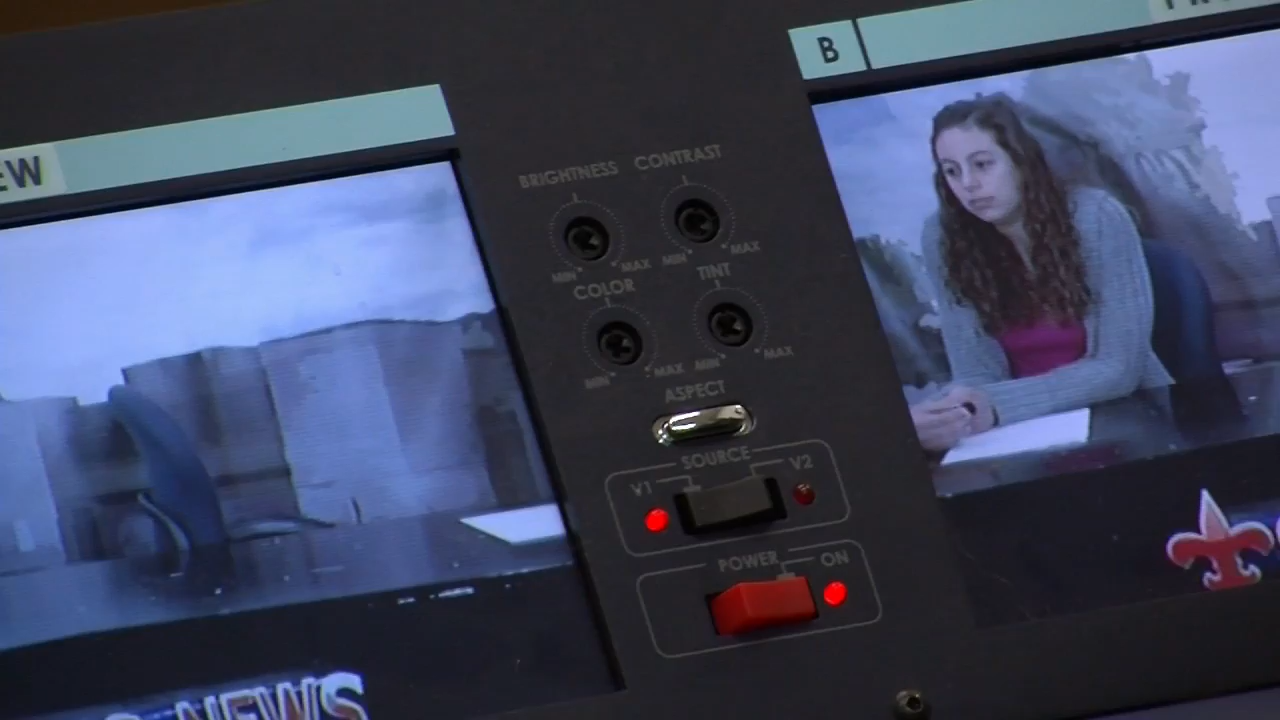 EW
B
BRIGHTNESS
CONTRAST
MIN
MAX
MIN
MAX
COLOR
TINT
MIN
MAX
MIN
MAX
ASPECT
SOURCE
V1
V2
POWER
ON
NEWS